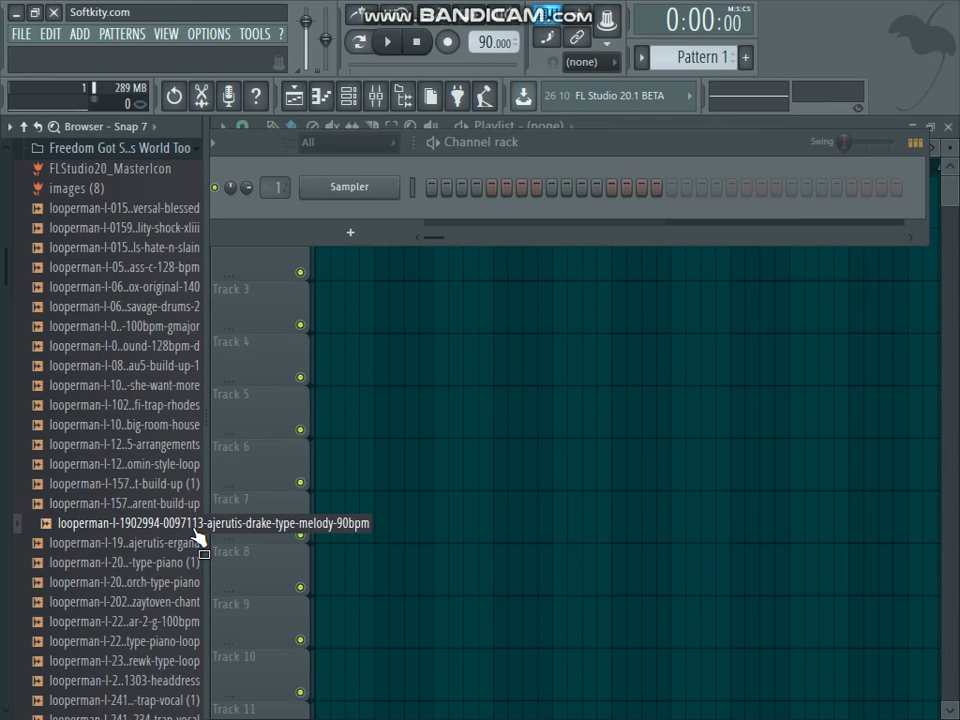 Softkity.com
www.BANDICAM.com
0:00:00
M:S:CS
FILE EDIT ADD PATTERNS VIEW OPTIONS TOOLS ?
90.000
(none)
Pattern 1
1
289 MB
0
26 10 FL Studio 20.1 BETA
Browser - Snap 7
Playlist - (none)
Freedom Got S..s World Too
All
Channel rack
Swing
FLStudio20_MasterIcon
images (8)
1
Sampler
looperman-l-015..versal-blessed
looperman-l-0159..lity-shock-xliii
looperman-l-015..ls-hate-n-slain
looperman-l-05..ass-c-128-bpm
looperman-l-06..ox-original-140
looperman-l-06..savage-drums-2
looperman-l-0..-100bpm-gmajor
looperman-l-0..ound-128bpm-d
looperman-l-08..au5-build-up-1
looperman-l-10..-she-want-more
looperman-l-102..fi-trap-rhodes
looperman-l-10..big-room-house
looperman-l-12..5-arrangements
looperman-l-12..omin-style-loop
looperman-l-157..t-build-up (1)
looperman-l-157..arent-build-up
looperman-l-1902994-0097113-ajerutis-drake-type-melody-90bpm
looperman-l-19..ajerutis-ergan
looperman-l-20..-type-piano (1)
looperman-l-20..orch-type-piano
looperman-l-202..zaytoven-chant
looperman-l-22..ar-2-g-100bpm
looperman-l-22..type-piano-loop
looperman-l-23..rewk-type-loop
looperman-l-2..1303-headdress
looperman-l-241..-trap-vocal (1)
looperman-l-241..234-trap-vocal
Track 3
Track 4
Track 5
Track 6
Track 7
Track 8
Track 9
Track 10
Track 11